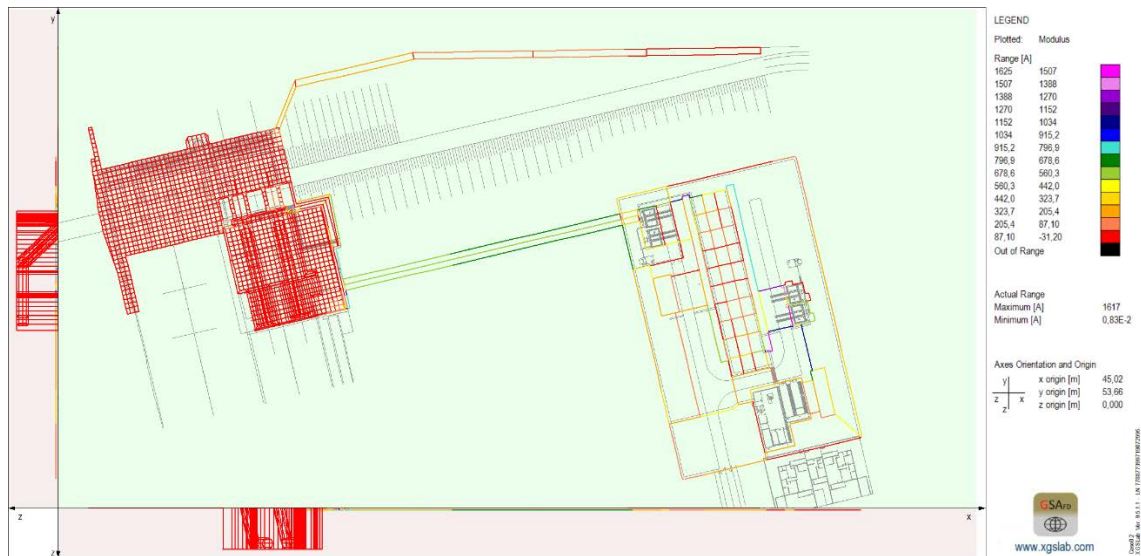 y
LEGEND
Plotted: Modulus
Range [A]
1625 1507
1507 1388
1388 1270
1270 1152
1152 1034
1034 915,2
915,2 796,9
796,9 678,6
678,6 560,3
560,3 442,0
442,0 323,7
323,7 205,4
205,4 87,10
87,10 -31,20
Out of Range
Actual Range
Maximum [A] 1617
Minimum [A] 0,83E-2
Axes Orientation and Origin
y x origin [m] 45,02
z x y origin [m] 53,66
z z origin [m] 0,000
z x
z
GSAFD
www.xgslab.com